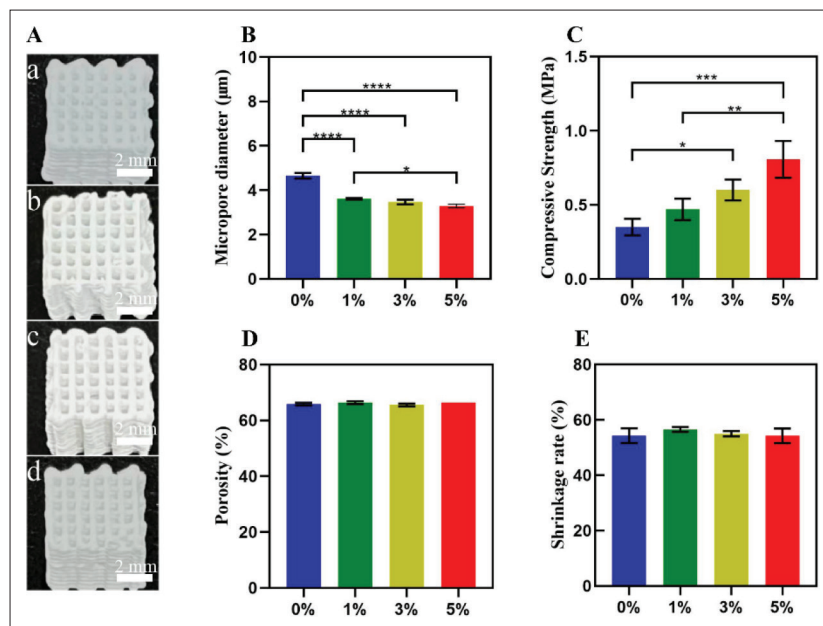 A
a
2 mm
b
2 mm
c
2 mm
d
2 mm
B
Micropore diameter (μm)
10
8
6
4
2
0
****
****
****
*
0% 1% 3% 5%
C
Compressive Strength (MPa)
1.5
1.0
0.5
0.0
***
**
*
0% 1% 3% 5%
D
Porosity (%)
80
60
40
20
0
0% 1% 3% 5%
E
Shrinkage rate (%)
80
60
40
20
0
0% 1% 3% 5%